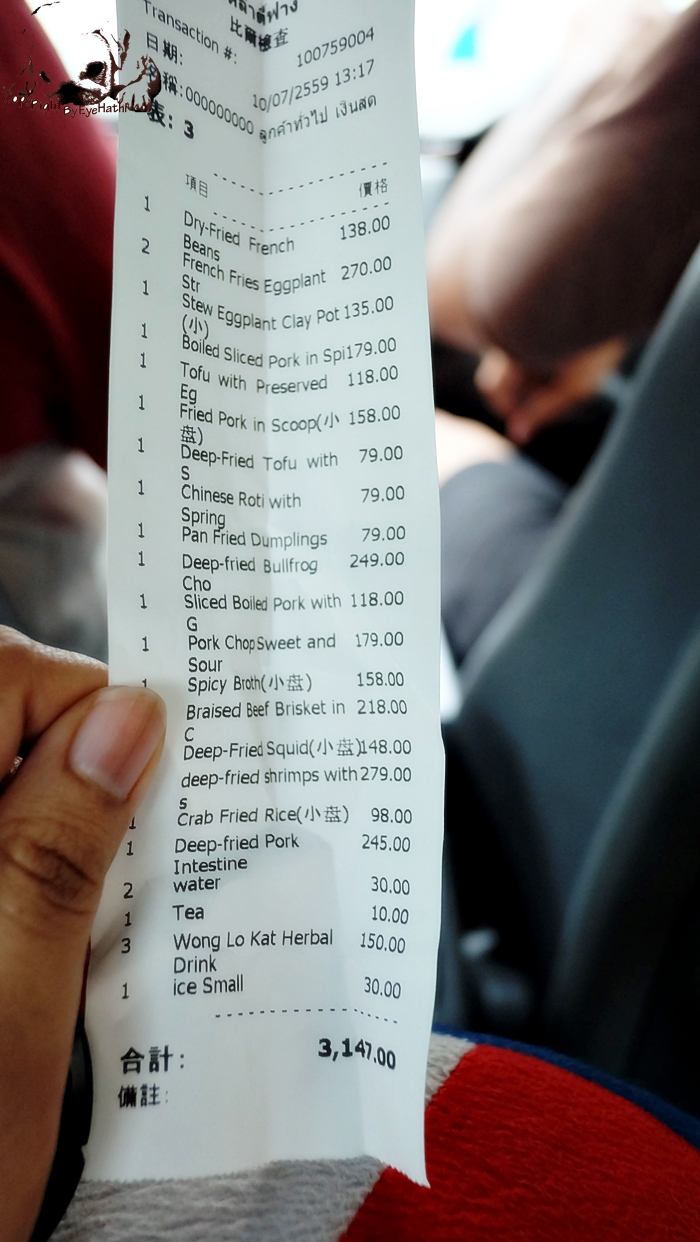 比爾檢查
Transaction #: 100759004
日期: 10/07/2559 13:17
稱:000000000 ลูกค้าทั่วไป เงินสด
表: 3
項目 價格
1 Dry-Fried French 138.00
Beans
2 French Fries Eggplant 270.00
Str
1 Stew Eggplant Clay Pot 135.00
(小)
1 Boiled Sliced Pork in Spi 179.00
1 Tofu with Preserved 118.00
Eg
1 Fried Pork in Scoop(小 158.00
盘)
1 Deep-Fried Tofu with 79.00
S
1 Chinese Roti with 79.00
Spring
1 Pan Fried Dumplings 79.00
1 Deep-fried Bullfrog 249.00
Cho
1 Sliced Boiled Pork with 118.00
G
1 Pork Chop Sweet and 179.00
Sour
1 Spicy Broth(小盘) 158.00
Braised Beef Brisket in 218.00
C
Deep-Fried Squid(小盘) 148.00
deep-fried shrimps with 279.00
s
1 Crab Fried Rice(小盘) 98.00
1 Deep-fried Pork 245.00
Intestine
2 water 30.00
1 Tea 10.00
3 Wong Lo Kat Herbal 150.00
Drink
1 ice Small 30.00
合計: 3,147.00
備註: